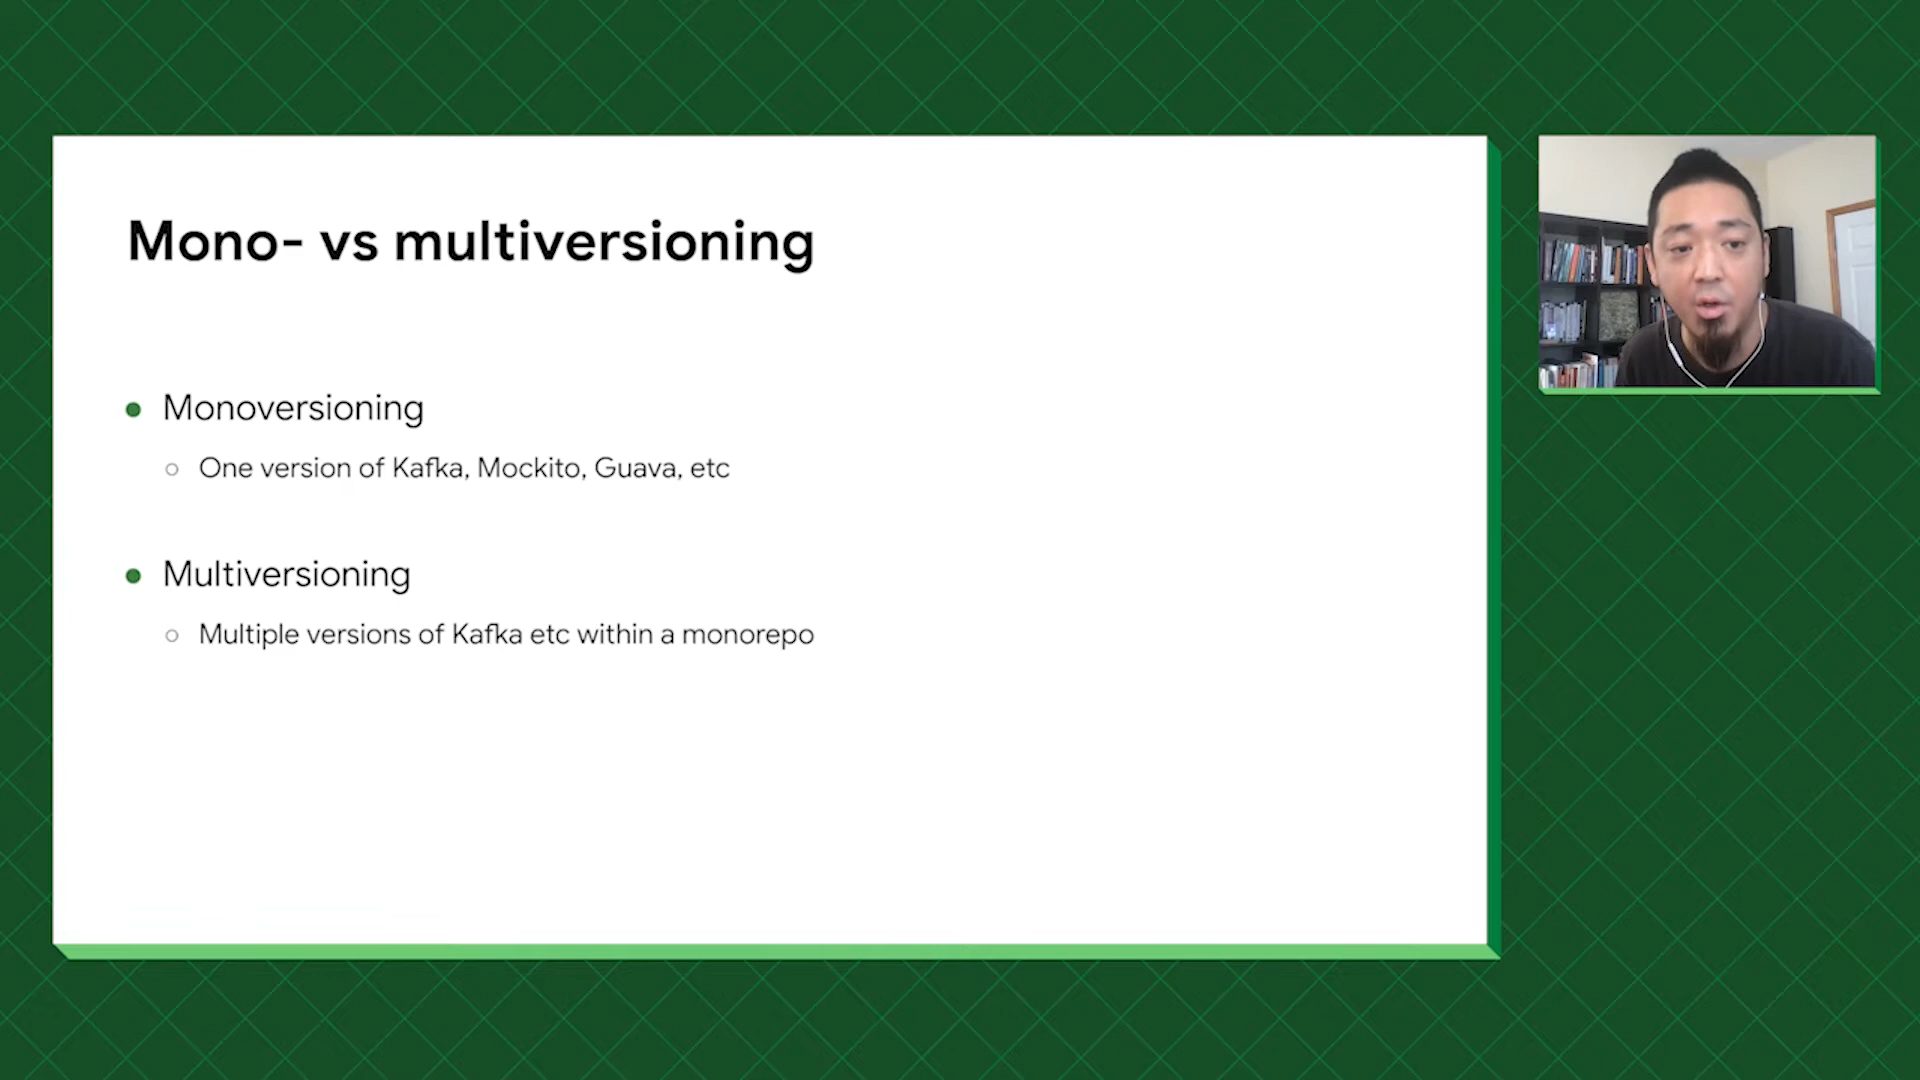 Mono- vs multiversioning
Monoversioning
One version of Kafka, Mockito, Guava, etc
Multiversioning
Multiple versions of Kafka etc within a monorepo